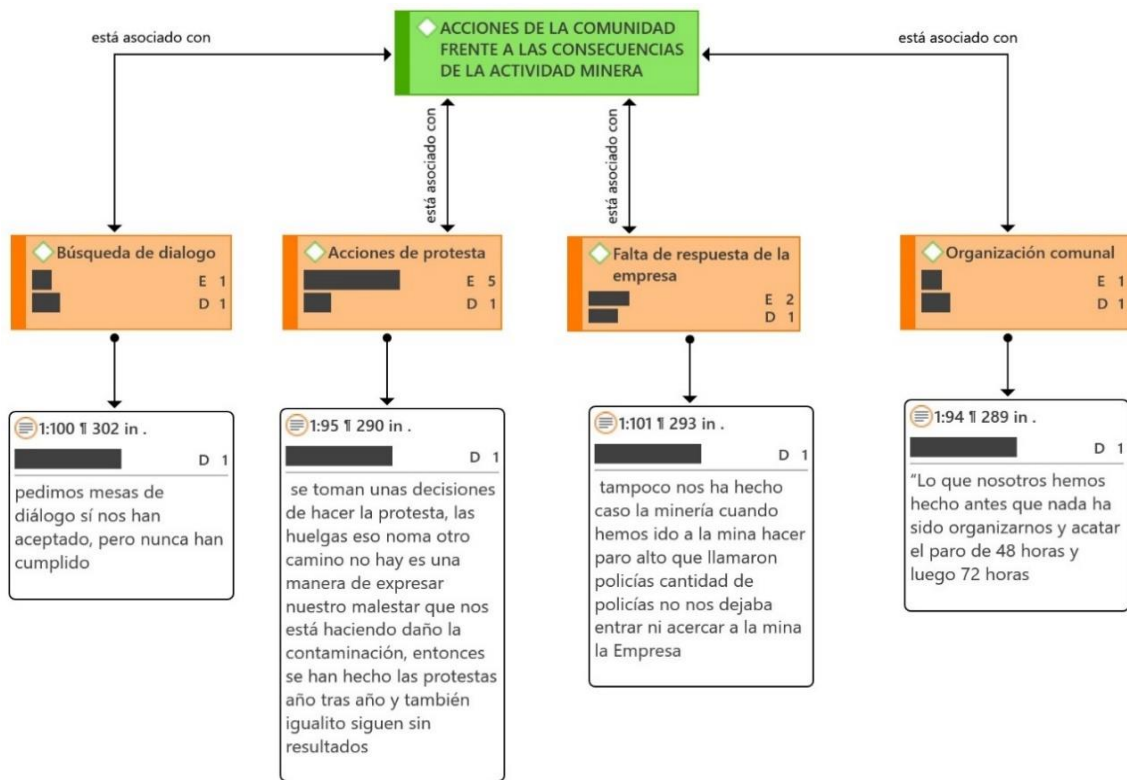 ACCIONES DE LA COMUNIDAD
FRENTE A LAS CONSECUENCIAS
DE LA ACTIVIDAD MINERA
está asociado con
está asociado con
está asociado con
está asociado con
Búsqueda de dialogo
E 1
D 1
Acciones de protesta
E 5
D 1
Falta de respuesta de la
empresa
E 2
D 1
Organización comunal
E 1
D 1
1:100 ¶ 302 in .
D 1
pedimos mesas de
diálogo sí nos han
aceptado, pero nunca han
cumplido
1:95 ¶ 290 in .
D 1
se toman unas decisiones
de hacer la protesta, las
huelgas eso noma otro
camino no hay es una
manera de expresar
nuestro malestar que nos
está haciendo daño la
contaminación, entonces
se han hecho las protestas
año tras año y también
igualito siguen sin
resultados
1:101 ¶ 293 in .
D 1
tampoco nos ha hecho
caso la minería cuando
hemos ido a la mina hacer
paro alto que llamaron
policías cantidad de
policías no nos dejaba
entrar ni acercar a la mina
la Empresa
1:94 ¶ 289 in .
D 1
“Lo que nosotros hemos
hecho antes que nada ha
sido organizarnos y acatar
el paro de 48 horas y
luego 72 horas